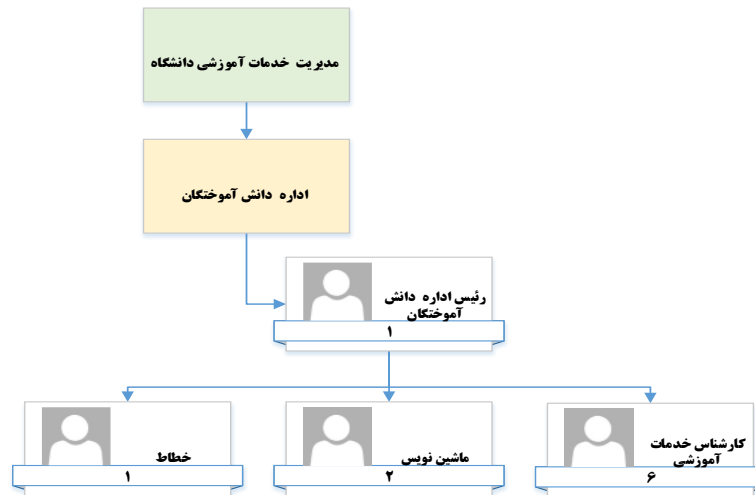 مدیریت خدمات آموزشی دانشگاه
اداره دانش آموختگان
رئیس اداره دانش
آموختگان
۱
کارشناس خدمات
آموزشی
۶
ماشین نویس
۲
خطاط
۱